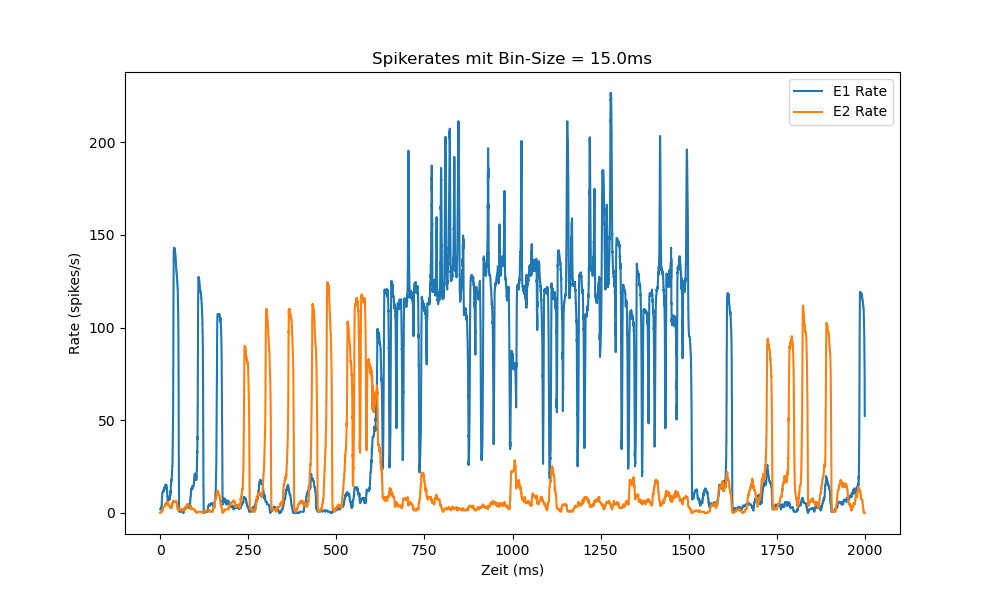 Spikerates mit Bin-Size = 15.0ms
E1 Rate
E2 Rate
Rate (spikes/s)
200
150
100
50
0
0 250 500 750 1000 1250 1500 1750 2000
Zeit (ms)